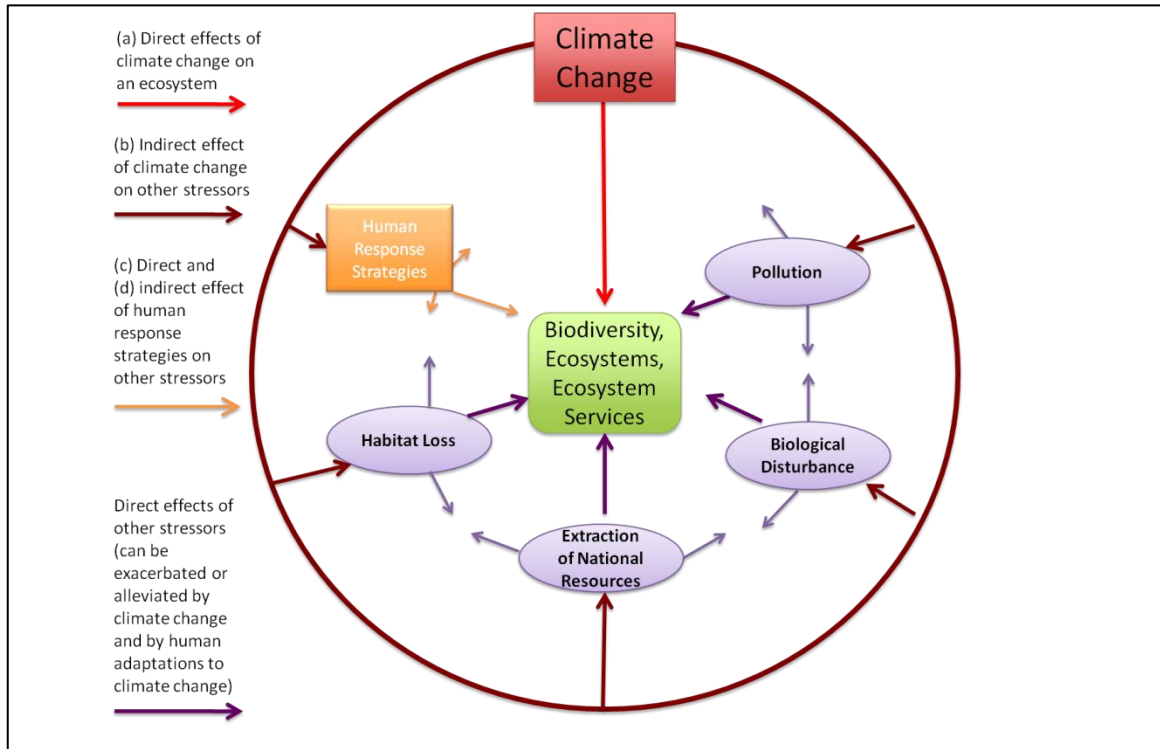 (a) Direct effects of
climate change on
an ecosystem
(b) Indirect effect
of climate change
on other stressors
(c) Direct and
(d) indirect effect
of human
response
strategies on
other stressors
Direct effects of
other stressors
(can be
exacerbated or
alleviated by
climate change
and by human
adaptations to
climate change)
Climate
Change
Human
Response
Strategies
Pollution
Biodiversity,
Ecosystems,
Ecosystem
Services
Habitat Loss
Biological
Disturbance
Extraction
of National
Resources